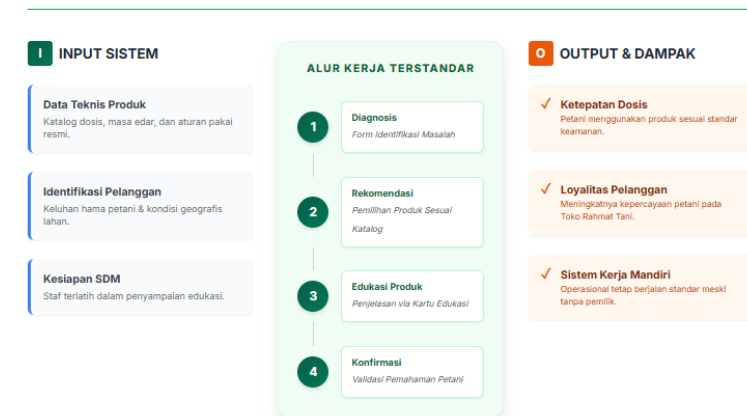 I INPUT SISTEM
Data Teknis Produk
Katalog dosis, masa edar, dan aturan pakai
resmi.
Identifikasi Pelanggan
Keluhan hama petani & kondisi geografis
lahan.
Kesiapan SDM
Staf terlatih dalam penyampaian edukasi.
ALUR KERJA TERSTANDAR
1
Diagnosis
Form Identifikasi Masalah
2
Rekomendasi
Pemilihan Produk Sesuai
Katalog
3
Edukasi Produk
Penjelasan via Kartu Edukasi
4
Konfirmasi
Validasi Pemahaman Petani
O OUTPUT & DAMPAK
Ketepatan Dosis
Petani menggunakan produk sesuai standar
keamanan.
Loyalitas Pelanggan
Meningkatnya kepercayaan petani pada
Toko Rahmat Tani.
Sistem Kerja Mandiri
Operasional tetap berjalan standar meski
tanpa pemilik.